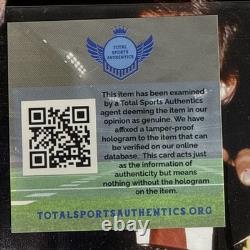 TOTAL
SPORTS
AUTHENTICS
This item has been examined
by a Total Sports Authentics
agent deeming the item in our
opinion as genuine. We have
affixed a tamper-proof
hologram to the item that can
be verified on our online
database. This card acts just
as the information of
authenticity but means
nothing without the hologram
on the item.
TOTALSPORTSAUTHENTICS.ORG
ebay